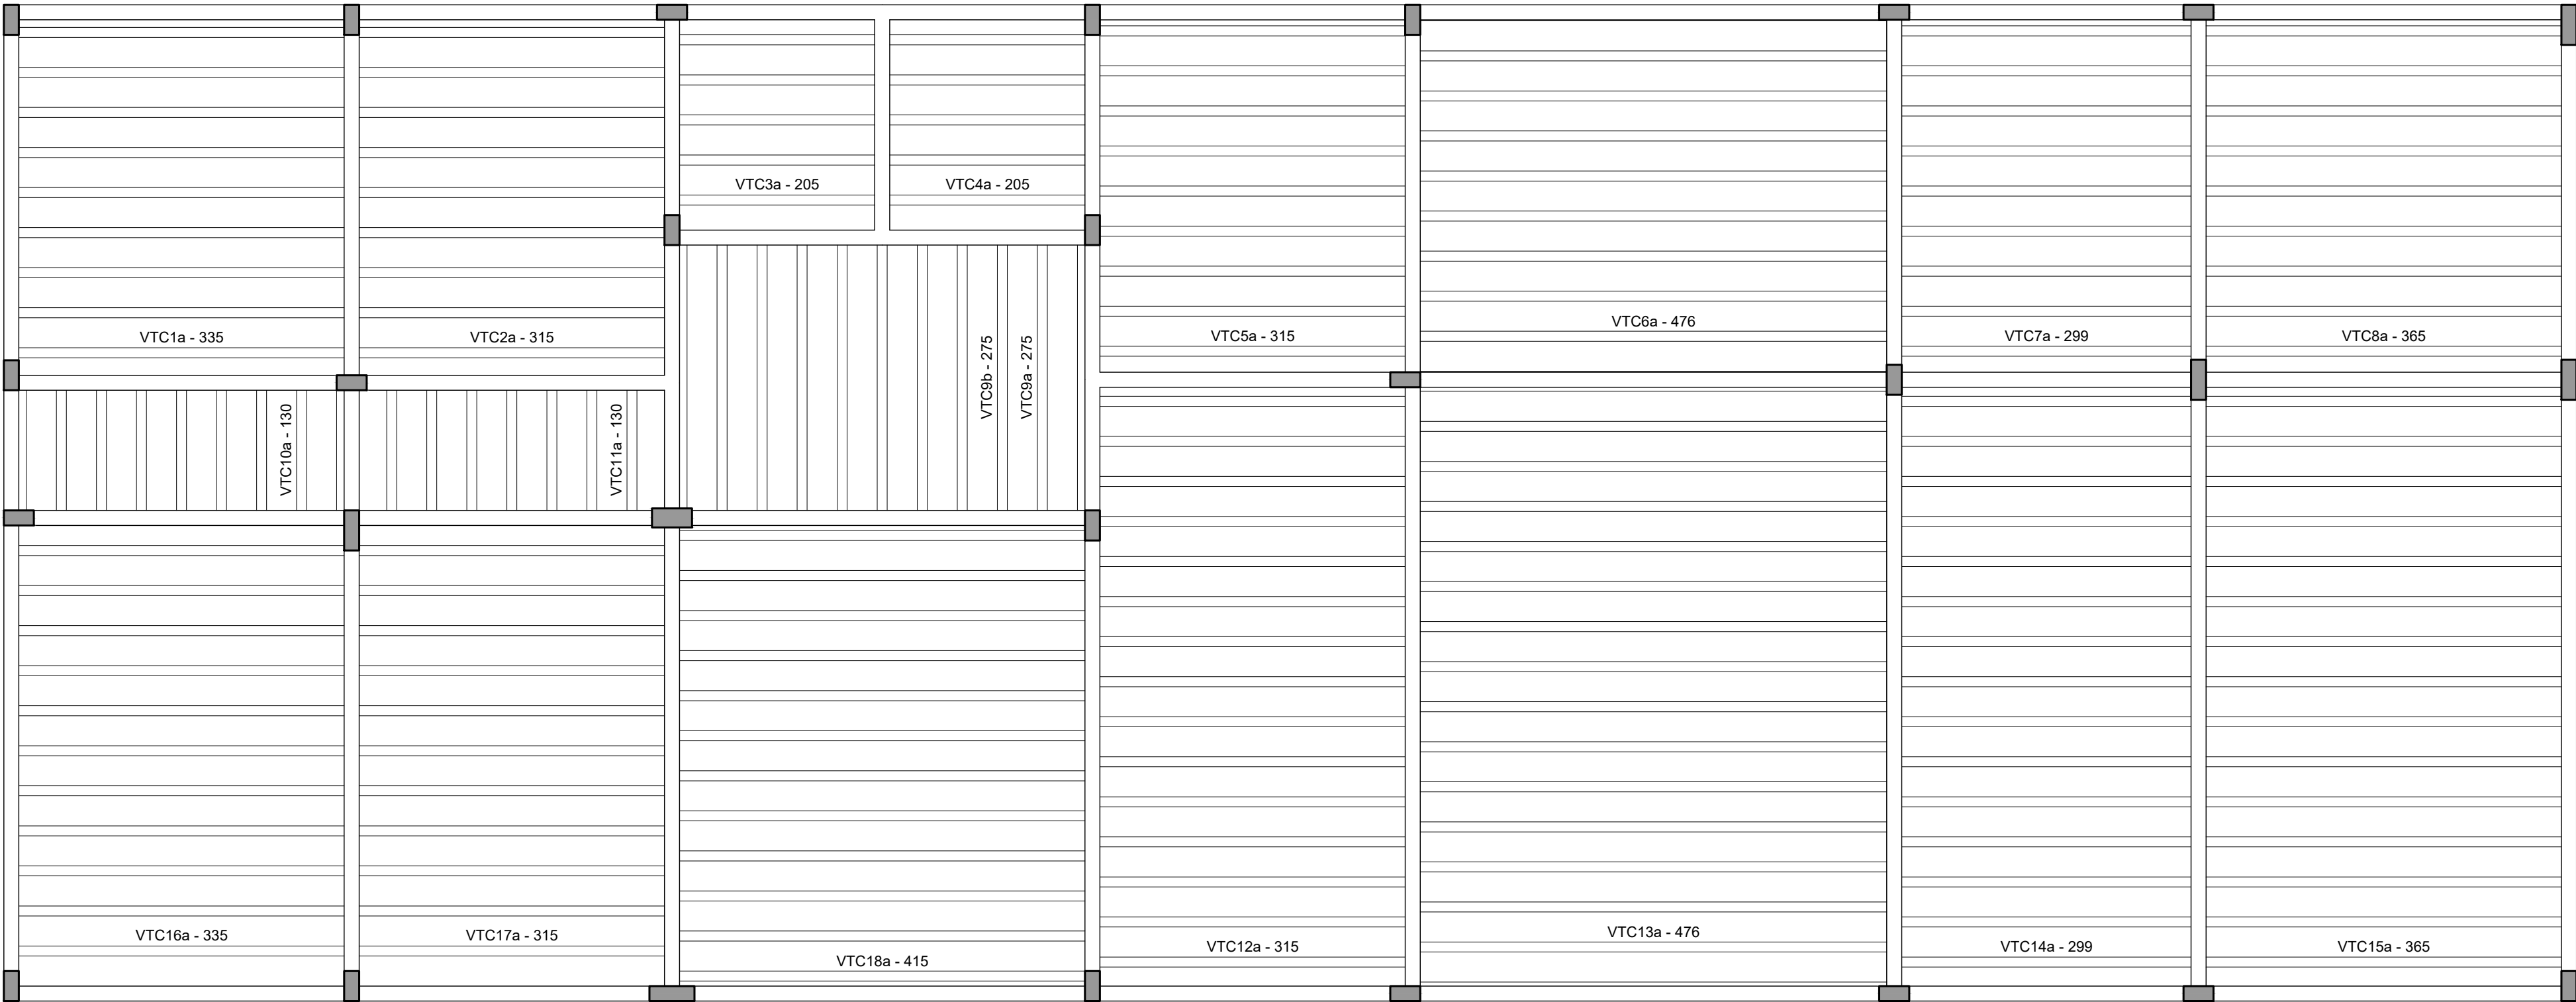 VTC3a - 205
VTC4a - 205
VTC1a - 335
VTC2a - 315
VTC9b - 275
VTC9a - 275
VTC5a - 315
VTC6a - 476
VTC7a - 299
VTC8a - 365
VTC10a - 130
VTC11a - 130
VTC16a - 335
VTC17a - 315
VTC18a - 415
VTC12a - 315
VTC13a - 476
VTC14a - 299
VTC15a - 365